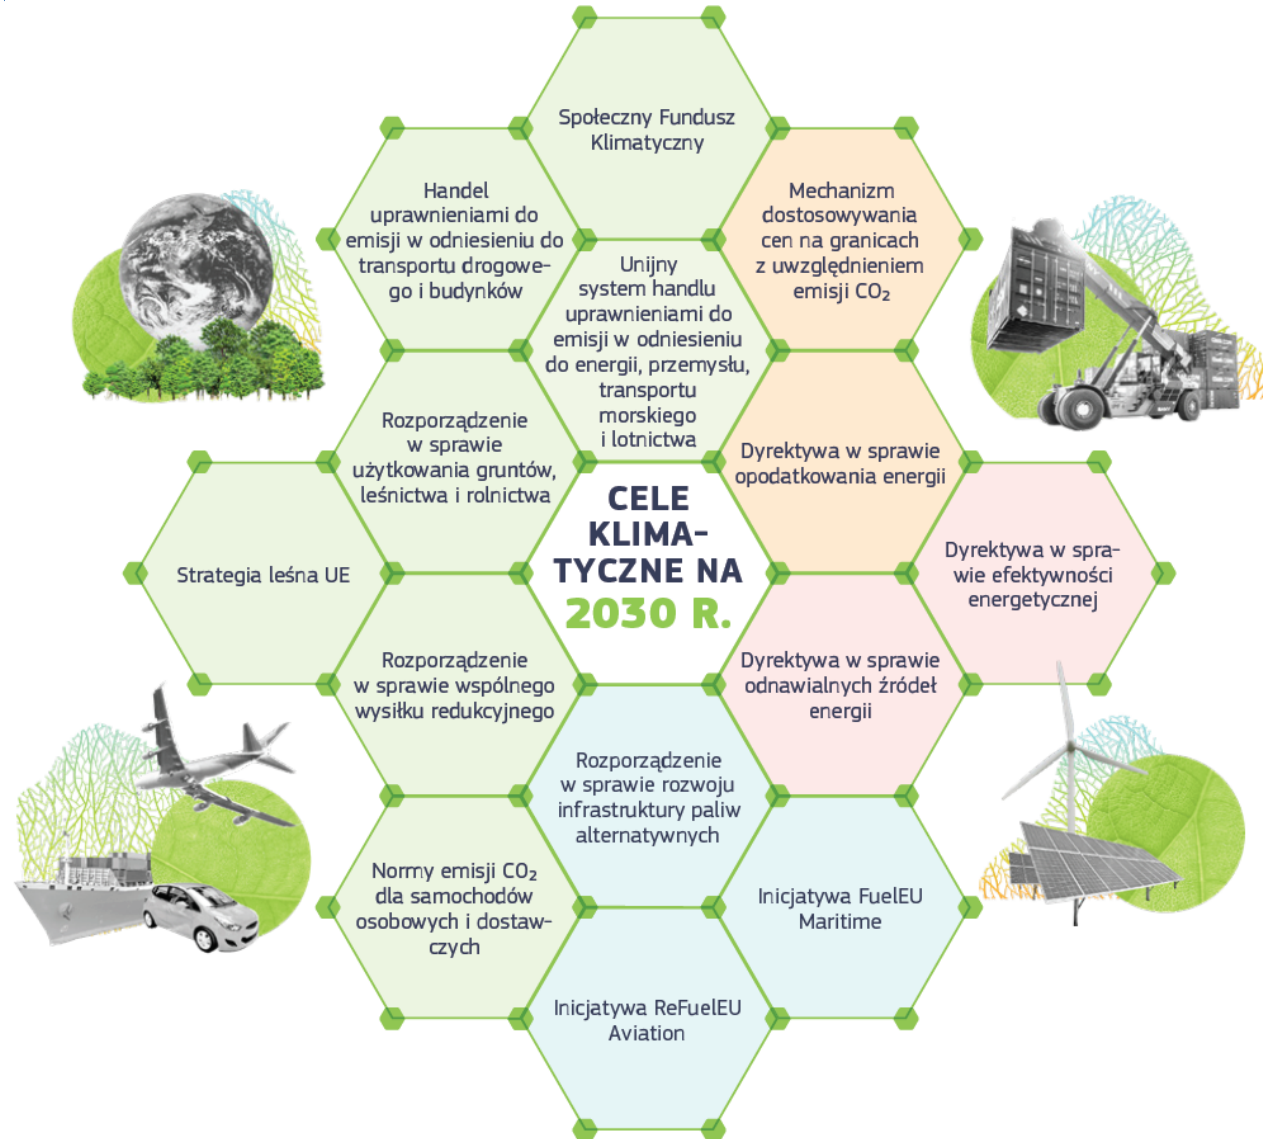 Społeczny Fundusz
Klimatyczny
Handel
uprawnieniami do
emisji w odniesieniu do
transportu drogowe-
go i budynków
Mechanizm
dostosowywania
cen na granicach
z uwzględnieniem
emisji CO₂
Unijny
system handlu
uprawnieniami do
emisji w odniesieniu
do energii, przemysłu,
transportu
morskiego
i lotnictwa
Rozporządzenie
w sprawie
użytkowania gruntów,
leśnictwa i rolnictwa
Dyrektywa w sprawie
opodatkowania energii
CELE
KLIMA-
TYCZNE NA
2030 R.
Strategia leśna UE
Dyrektywa w spra-
wie efektywności
energetycznej
Rozporządzenie
w sprawie wspólnego
wysiłku redukcyjnego
Dyrektywa w sprawie
odnawialnych źródeł
energii
Rozporządzenie
w sprawie rozwoju
infrastruktury paliw
alternatywnych
Normy emisji CO₂
dla samochodów
osobowych i dostaw-
czych
Inicjatywa FuelEU
Maritime
Inicjatywa ReFuelEU
Aviation